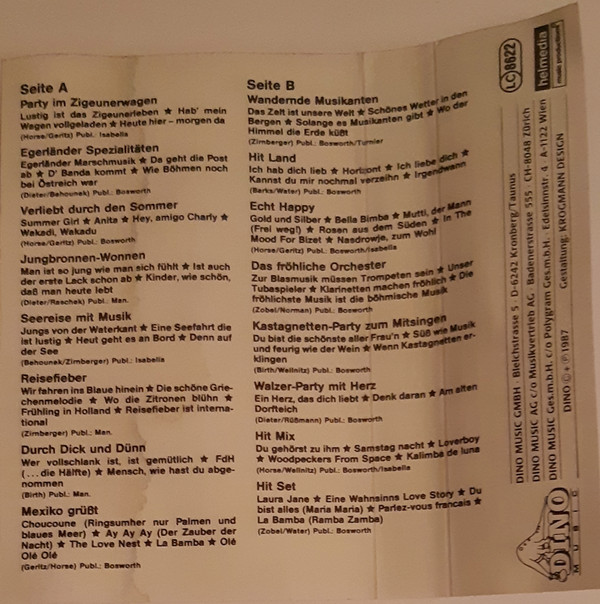 Seite A
Party im Zigeunerwagen
Lustig ist das Zigeunerleben ★ Hab' mein
Wagen vollgeladen ★ Heute hier – morgen da
(Horse/Geritz) Publ. Isabella
Egerländer Spezialitäten
Egerländer Marschmusik ★ Da geht die Post
ab ★ D' Banda kommt ★ Wie Böhmen noch
bei Östreich war
(Dieter/Behounak) Publ.: Bosworth
Verliebt durch den Sommer
Summer Girl ★ Anita ★ Hey, amigo Charly ★
Wakadi, Wakadu
(Horse/Geritz) Publ.: Bosworth
Jungbronnen-Wonnen
Man ist so jung wie man sich fühlt ★ Ist auch
der erste Lack schon ab ★ Kinder, wie schön,
daß man heute lebt
(Dieter/Raschek) Publ. Man.
Seereise mit Musik
Jungs von der Waterkant ★ Eine Seefahrt die
ist lustig ★ Heut geht es an Bord ★ Denn auf
der See
(Behounak/Zirnberger) Publ.: Isabella
Reisefieber
Wir fahren ins Blaue hinein ★ Die schöne Grie-
chenmelodie ★ Wo die Zitronen blühn ★
Frühling in Holland ★ Reisefieber ist interna-
tional
(Zirnberger) Publ.: Man.
Durch Dick und Dünn
Wer vollschlank ist, ist gemütlich ★ FdH
(... die Hälfte) ★ Mensch, wie hast du abge-
nommen
(Birth) Publ.: Man.
Mexiko grüßt
Choucoune (Ringsumher nur Palmen und
blaues Meer) ★ Ay Ay Ay (Der Zauber der
Nacht) ★ The Love Nest ★ La Bamba ★ Olé
Olé Olé
(Geritz/Horse) Publ.: Bosworth
Seite B
Wandernde Musikanten
Das Zelt ist unsere Welt ★ Schönes Wetter in den
Bergen ★ Solange es Musikanten gibt ★ Wo der
Himmel die Erde küßt
(Zirnberger) Publ.: Bosworth/Turnier
Hit Land
Ich hab dich lieb ★ Horizont ★ Ich liebe dich ★
Kannst du mir nochmal verzeihn ★ Irgendwann
(Berks/Water) Publ.: Bosworth
Echt Happy
Gold und Silber ★ Bella Bimba ★ Mutti, der Mann
(Frei weg!) ★ Rosen aus dem Süden ★ In The
Mood For Bizet ★ Nasdrowje, zum Wohl
(Horse/Geritz) Publ.: Bosworth/Isabella
Das fröhliche Orchester
Zur Blasmusik müssen Trompeten sein ★ Unser
Tubaspieler ★ Klarinetten machen fröhlich ★ Die
fröhlichste Musik ist die böhmische Musik
(Zobel/Norman) Publ.: Bosworth
Kastagnetten-Party zum Mitsingen
Du bist die schönste aller Frau'n ★ Süß wie Musik
und feurig wie der Wein ★ Wenn Kastagnetten er-
klingen
(Birth/Wellnitz) Publ.: Bosworth
Walzer-Party mit Herz
Ein Herz, das dich liebt ★ Denk daran ★ Am alten
Dorfteich
(Dieter/Rüßmann) Publ.: Bosworth
Hit Mix
Du gehörst zu ihm ★ Samstag nacht ★ Loverboy
★ Woodpeckers From Space ★ Kalimba de luna
(Horse/Wellnitz) Publ.: Bosworth/Isabella
Hit Set
Laura Jane ★ Eine Wahnsinns Love Story ★ Du
bist alles (Maria Maria) ★ Parlez-vous francais ★
La Bamba (Ramba Zamba)
(Zobel/Water) Publ.: Bosworth
LC 8622
helmedia
music productions
DINO MUSIC GMBH · Bleichstrasse 5 · D-6242 Kronberg/Taunus
DINO MUSIC AG c/o Musikvertrieb AG · Badenerstrasse 555 · CH-8048 Zürich
DINO MUSIC Ges.m.b.H. c/o Polygram Ges.m.b.H. · Edelsinnstr. 4 · A-1122 Wien
DINO © + ℗ 1987 Gestaltung: KROGMANN DESIGN
DINO
MUSIC